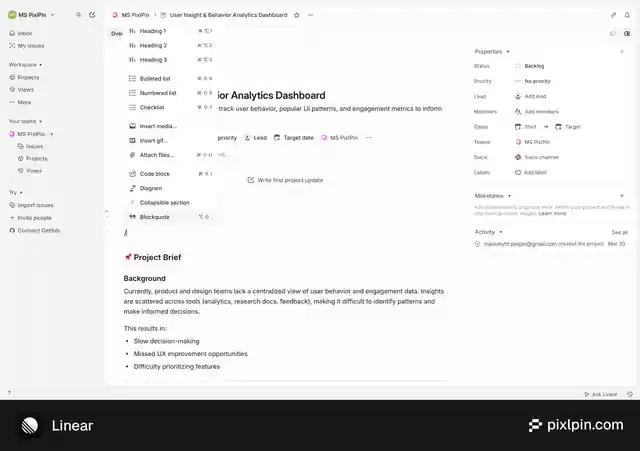 MS PixlPin
Inbox
My issues
Workspace
Projects
Views
More
Your teams
MS PixlPin
Issues
Projects
Views
Try
Import issues
Invite people
Connect GitHub
MS PixlPin › User Insight & Behavior Analytics Dashboard
Heading 1
Heading 2
Heading 3
Bulleted list
Numbered list
Checklist
Insert media...
Insert gif...
Attach files...
Code block
Diagram
Collapsible section
Blockquote
ior Analytics Dashboard
track user behavior, popular UI patterns, and engagement metrics to inform
priority Lead Target date MS PixlPin
Write first project update
/
📌 Project Brief
Background
Currently, product and design teams lack a centralized view of user behavior and engagement data. Insights
are scattered across tools (analytics, research docs, feedback), making it difficult to identify patterns and
make informed decisions.
This results in:
• Slow decision-making
• Missed UX improvement opportunities
• Difficulty prioritizing features
Properties
Status Backlog
Priority No priority
Lead Add lead
Members Add members
Dates Start → Target
Teams MS PixlPin
Slack Slack channel
Labels Add label
Milestones
Learn more
Activity See all
created the project Mar 30
Ask Linear
Linear
pixlpin.com